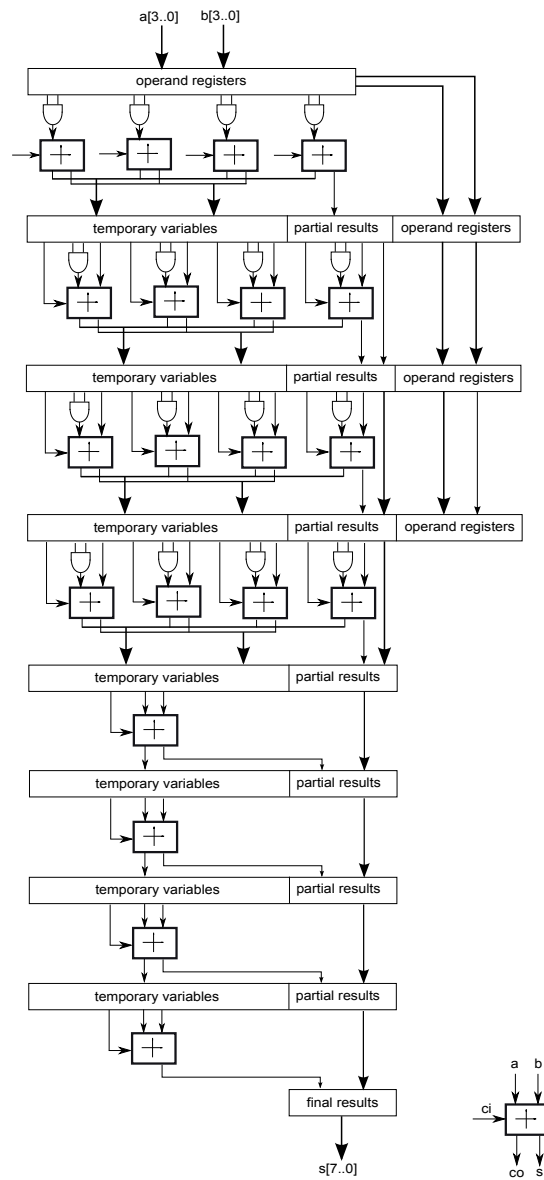 a[3..0] b[3..0]
operand registers
temporary variables partial results operand registers
temporary variables partial results operand registers
temporary variables partial results operand registers
temporary variables partial results
temporary variables partial results
temporary variables partial results
temporary variables partial results
final results
s[7..0]
a b
ci
co s